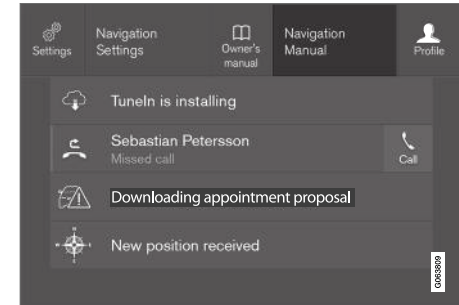 Settings
Navigation
Settings
Owner's
manual
Navigation
Manual
Profile
TuneIn is installing
Sebastian Petersson
Missed call
Call
Downloading appointment proposal
New position received
G063809